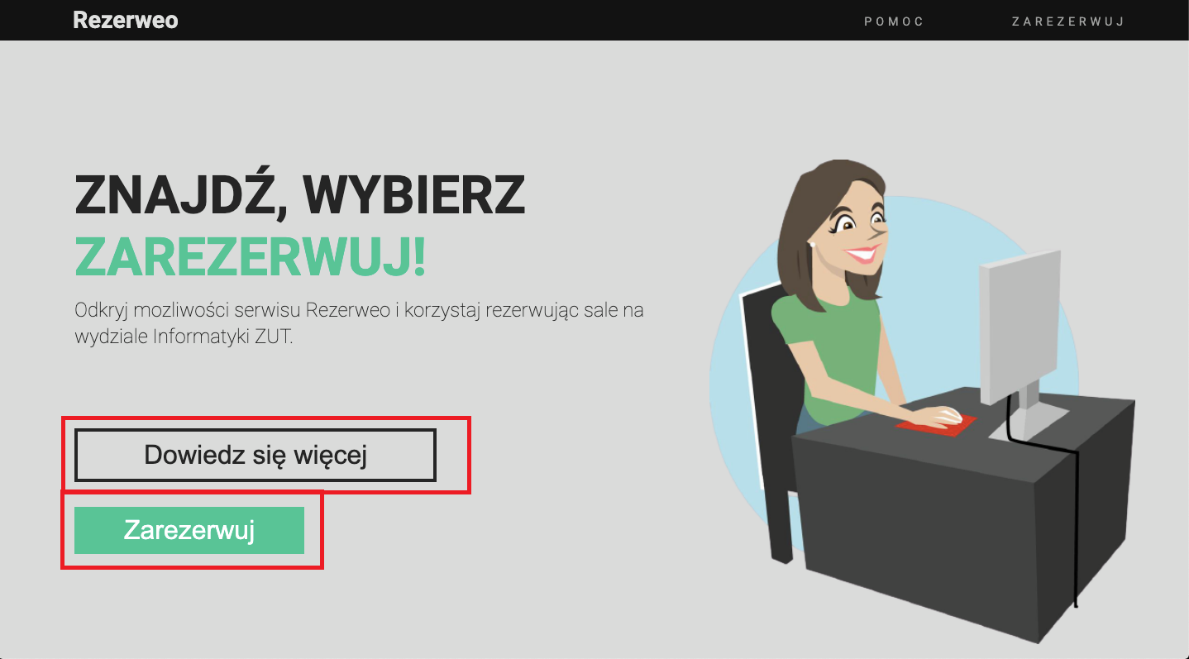 Rezerweo
POMOC
ZAREZERWUJ
ZNAJDŹ, WYBIERZ
ZAREZERWUJ!
Odkryj mozliwości serwisu Rezerweo i korzystaj rezerwując sale na
wydziale Informatyki ZUT.
Dowiedz się więcej
Zarezerwuj